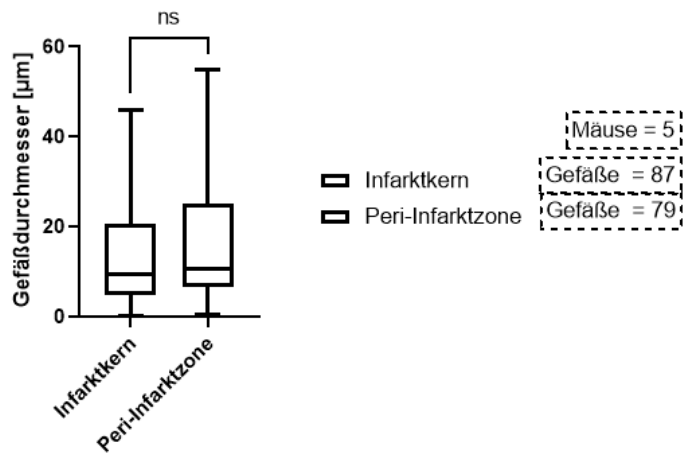 ns
Gefäßdurchmesser [µm]
60
40
20
0
Infarktkern
Peri-Infarktzone
Mäuse = 5
Infarktkern
Gefäße = 87
Peri-Infarktzone
Gefäße = 79